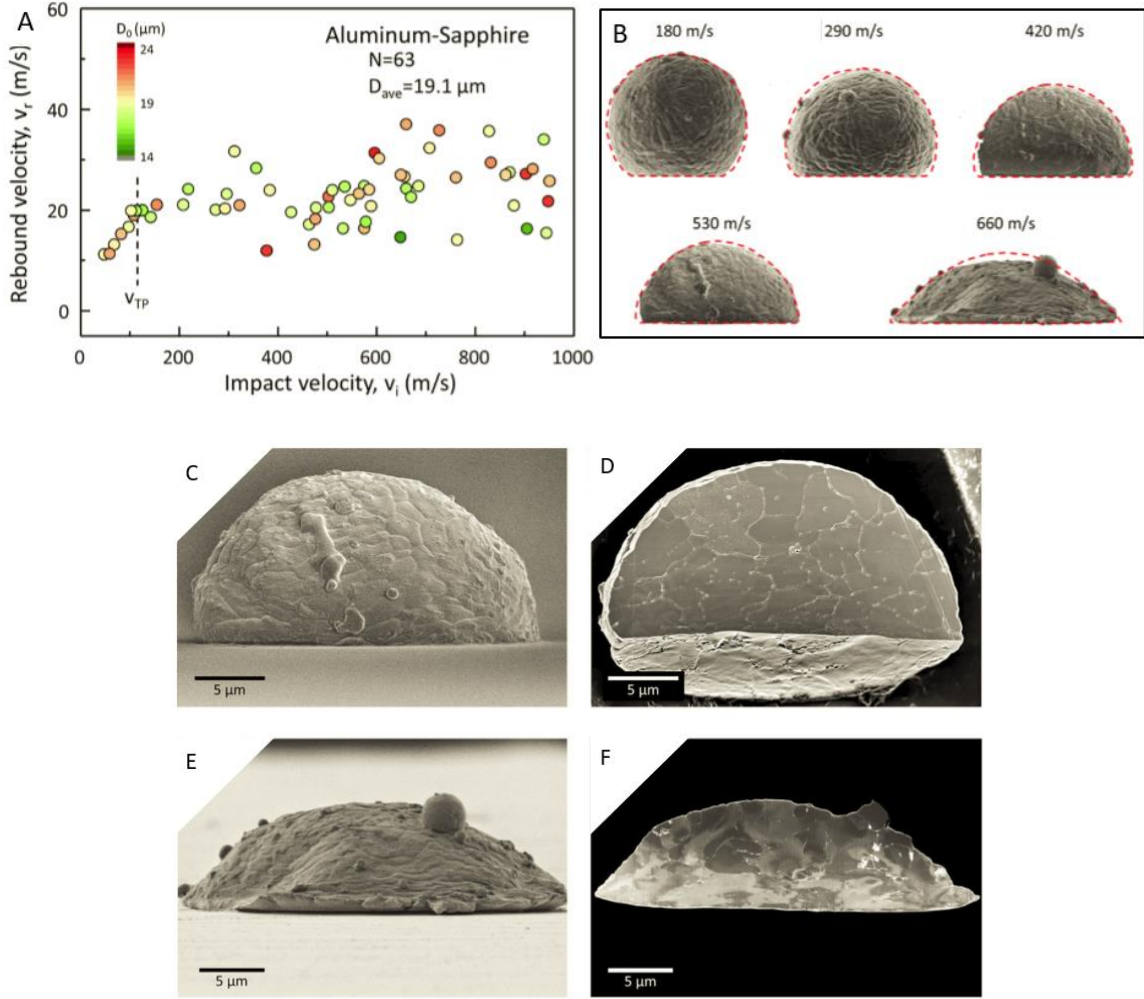 A
60
40
20
0
0
200
400
600
800
1000
Rebound velocity, vr (m/s)
Impact velocity, vi (m/s)
D₀ (μm)
24
19
14
Aluminum-Sapphire
N=63
Dave=19.1 μm
vTP
B
180 m/s
290 m/s
420 m/s
530 m/s
660 m/s
C
5 μm
D
5 μm
E
5 μm
F
5 μm